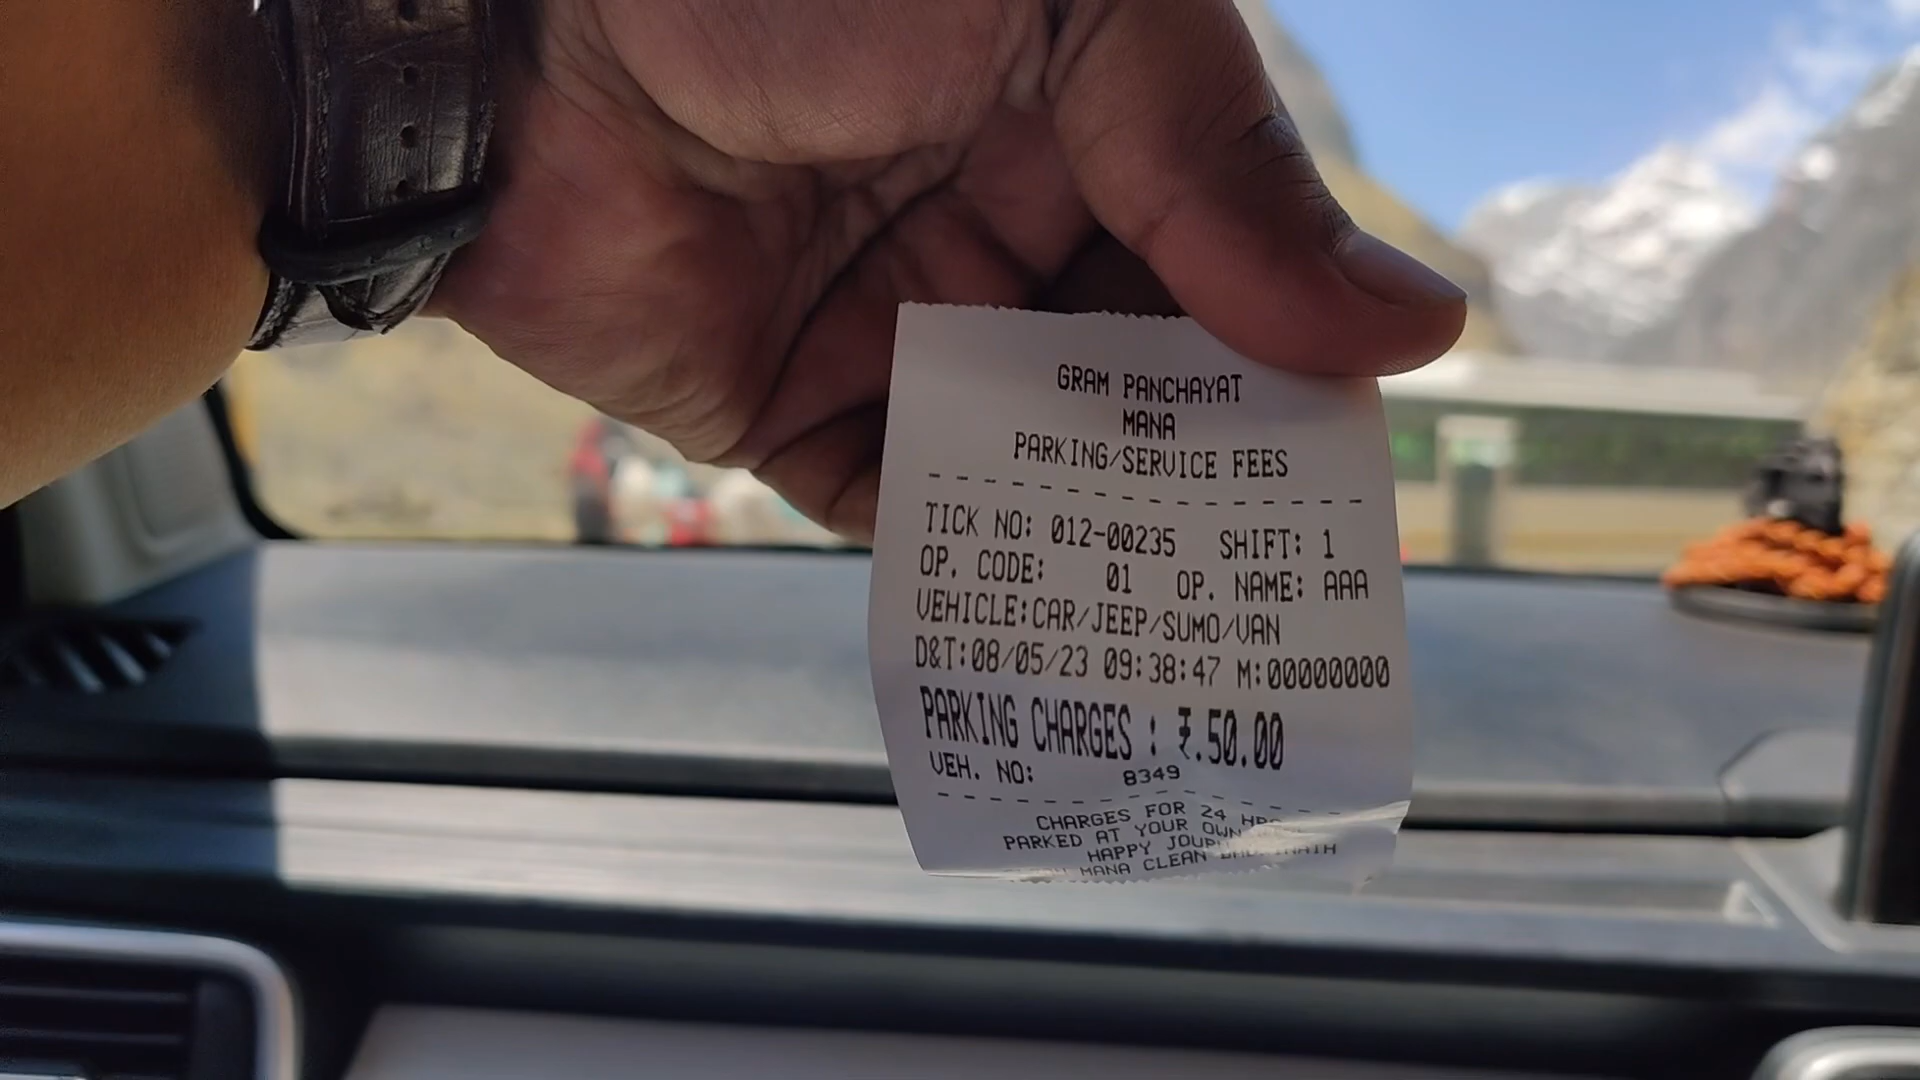 GRAM PANCHAYAT
MANA
PARKING/SERVICE FEES
TICK NO: 012-00235 SHIFT: 1
OP. CODE: 01 OP. NAME: AAA
VEHICLE:CAR/JEEP/SUMO/VAN
D&T:08/05/23 09:38:47 M:00000000
PARKING CHARGES : ₹.50.00
VEH. NO: 8349
CHARGES FOR 24 HRS
PARKED AT YOUR OWN
HAPPY
MANA CLEAN